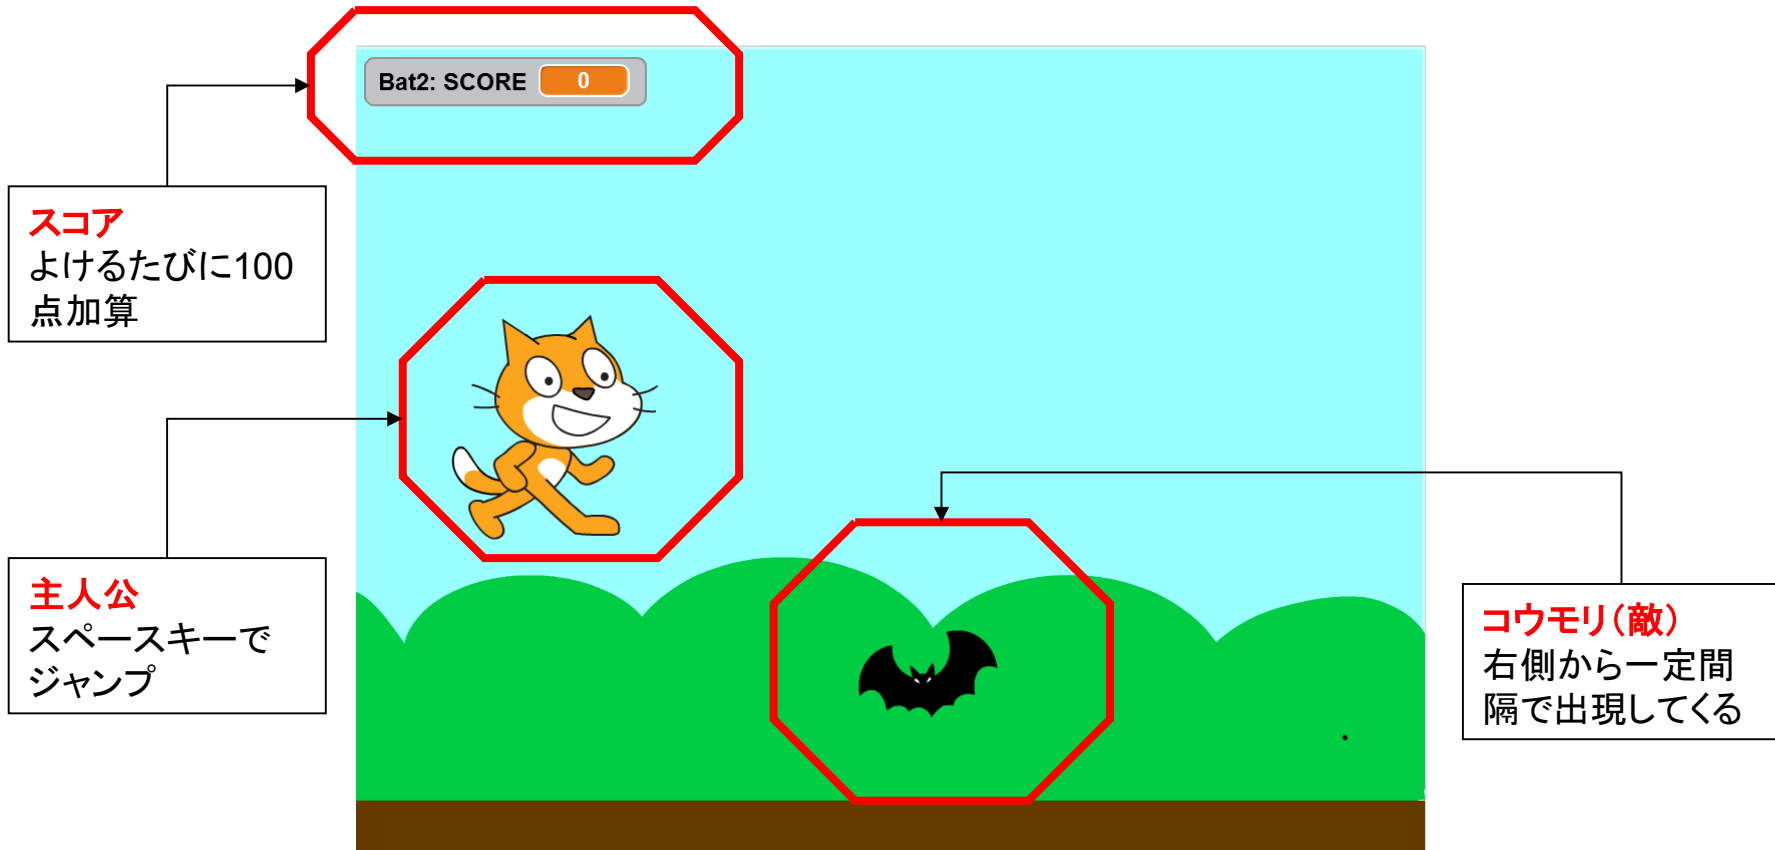 Bat2: SCORE 0
スコア
よけるたびに100
点加算
主人公
スペースキーで
ジャンプ
コウモリ（敵）
右側から一定間
隔で出現してくる